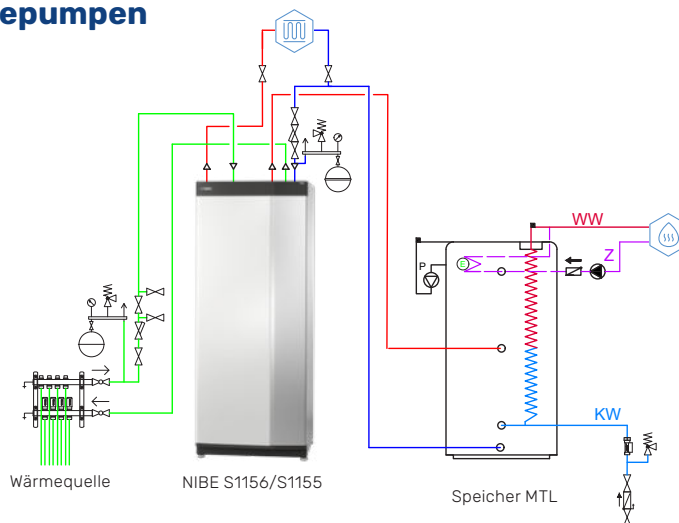 epumpen
WW
Z
E
P
KW
Wärmequelle
NIBE S1156/S1155
Speicher MTL